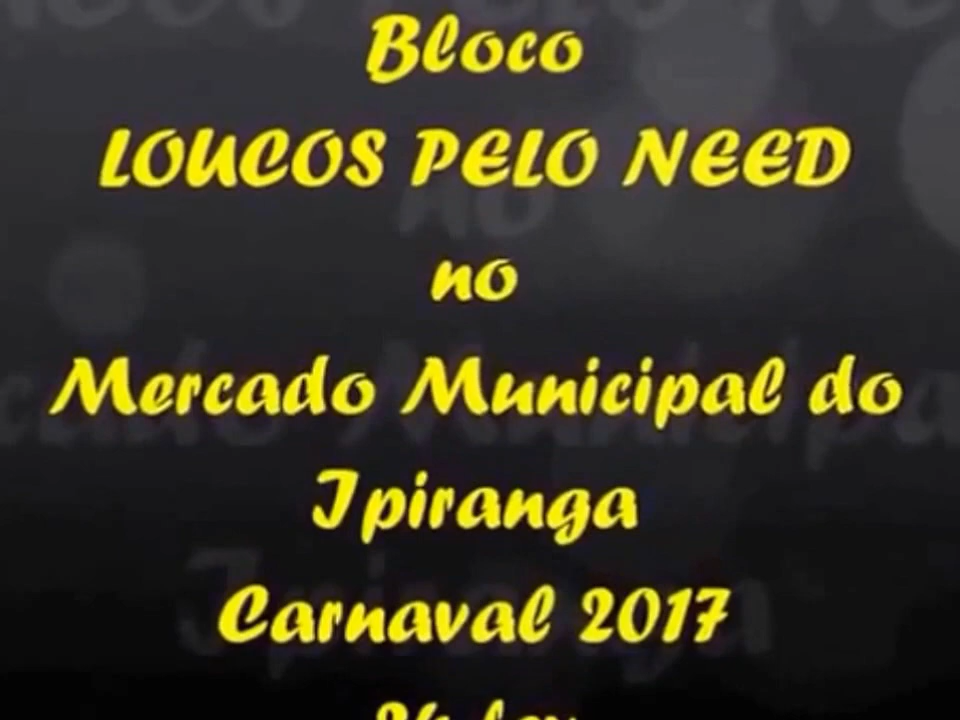 Bloco
LOUCOS PELO NEED
no
Mercado Municipal do
Ipiranga
Carnaval 2017